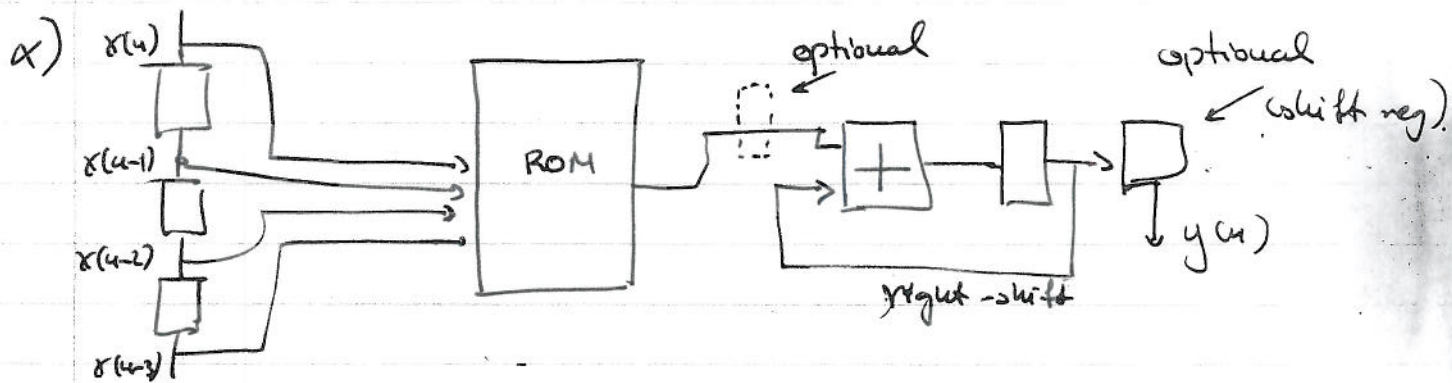 α)
x(n)
optional
optional
(shift reg).
x(n-1)
ROM
+
x(n-2)
y(n)
right-shift
x(n-3)